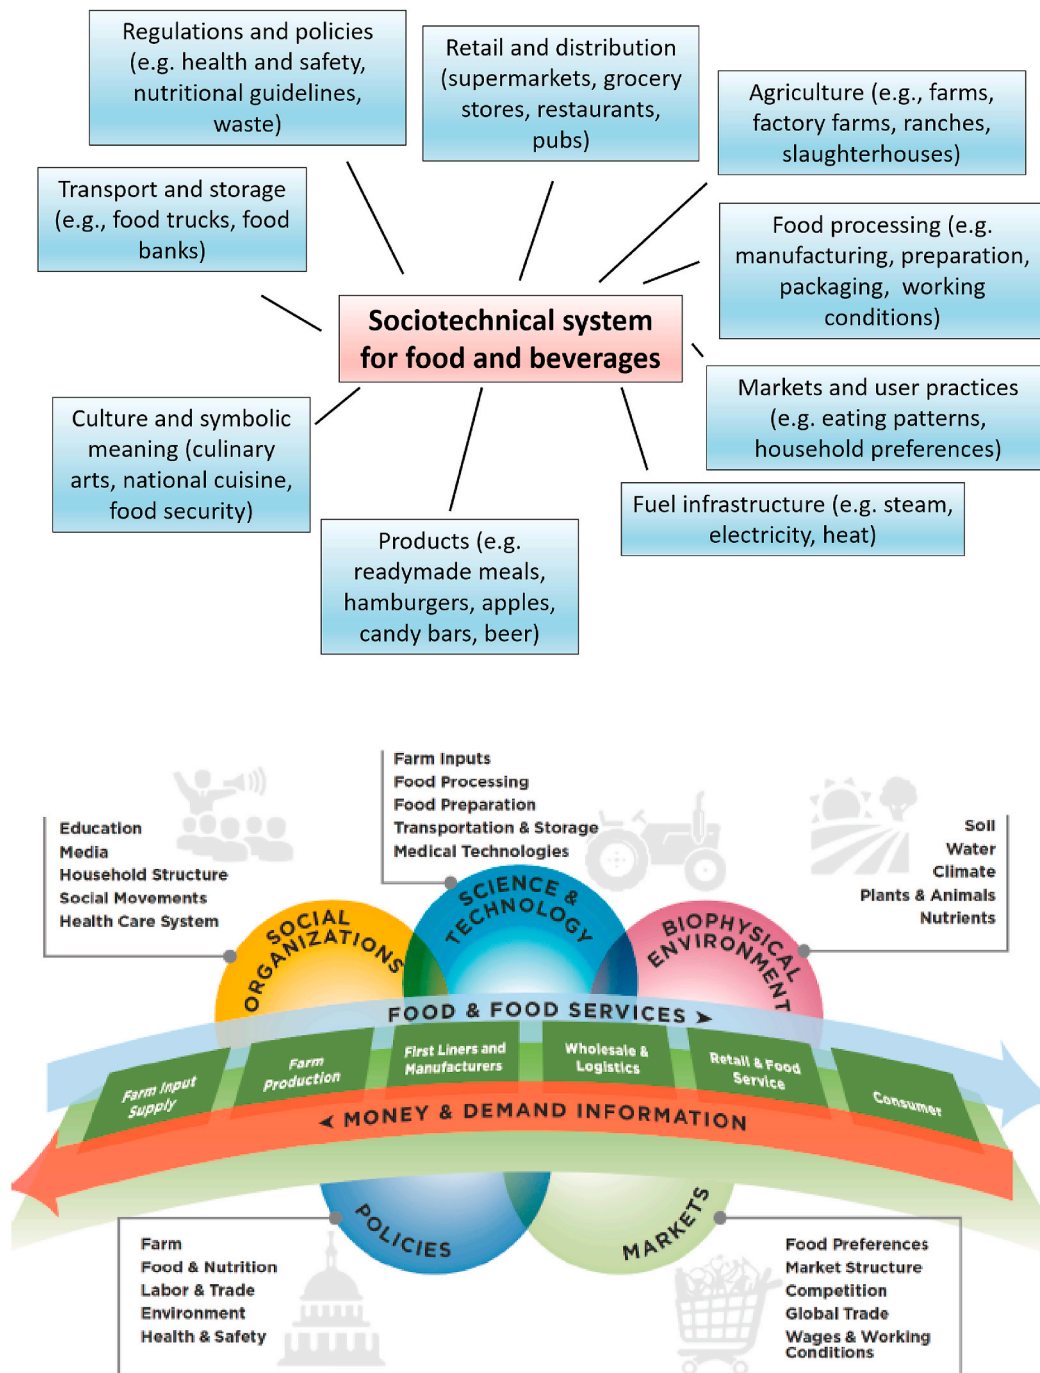 Regulations and policies
(e.g. health and safety,
nutritional guidelines,
waste)
Retail and distribution
(supermarkets, grocery
stores, restaurants,
pubs)
Agriculture (e.g., farms,
factory farms, ranches,
slaughterhouses)
Transport and storage
(e.g., food trucks, food
banks)
Food processing (e.g.
manufacturing, preparation,
packaging, working
conditions)
Sociotechnical system
for food and beverages
Markets and user practices
(e.g. eating patterns,
household preferences)
Culture and symbolic
meaning (culinary
arts, national cuisine,
food security)
Fuel infrastructure (e.g. steam,
electricity, heat)
Products (e.g.
readymade meals,
hamburgers, apples,
candy bars, beer)
Farm Inputs
Food Processing
Food Preparation
Transportation & Storage
Medical Technologies
Education
Media
Household Structure
Social Movements
Health Care System
Soil
Water
Climate
Plants & Animals
Nutrients
SOCIAL
ORGANIZATIONS
SCIENCE &
TECHNOLOGY
BIOPHYSICAL
ENVIRONMENT
FOOD & FOOD SERVICES ➤
Farm Input
Supply
Farm
Production
First Liners and
Manufacturers
Wholesale &
Logistics
Retail & Food
Service
Consumer
⮜ MONEY & DEMAND INFORMATION
POLICIES
MARKETS
Farm
Food & Nutrition
Labor & Trade
Environment
Health & Safety
Food Preferences
Market Structure
Competition
Global Trade
Wages & Working
Conditions